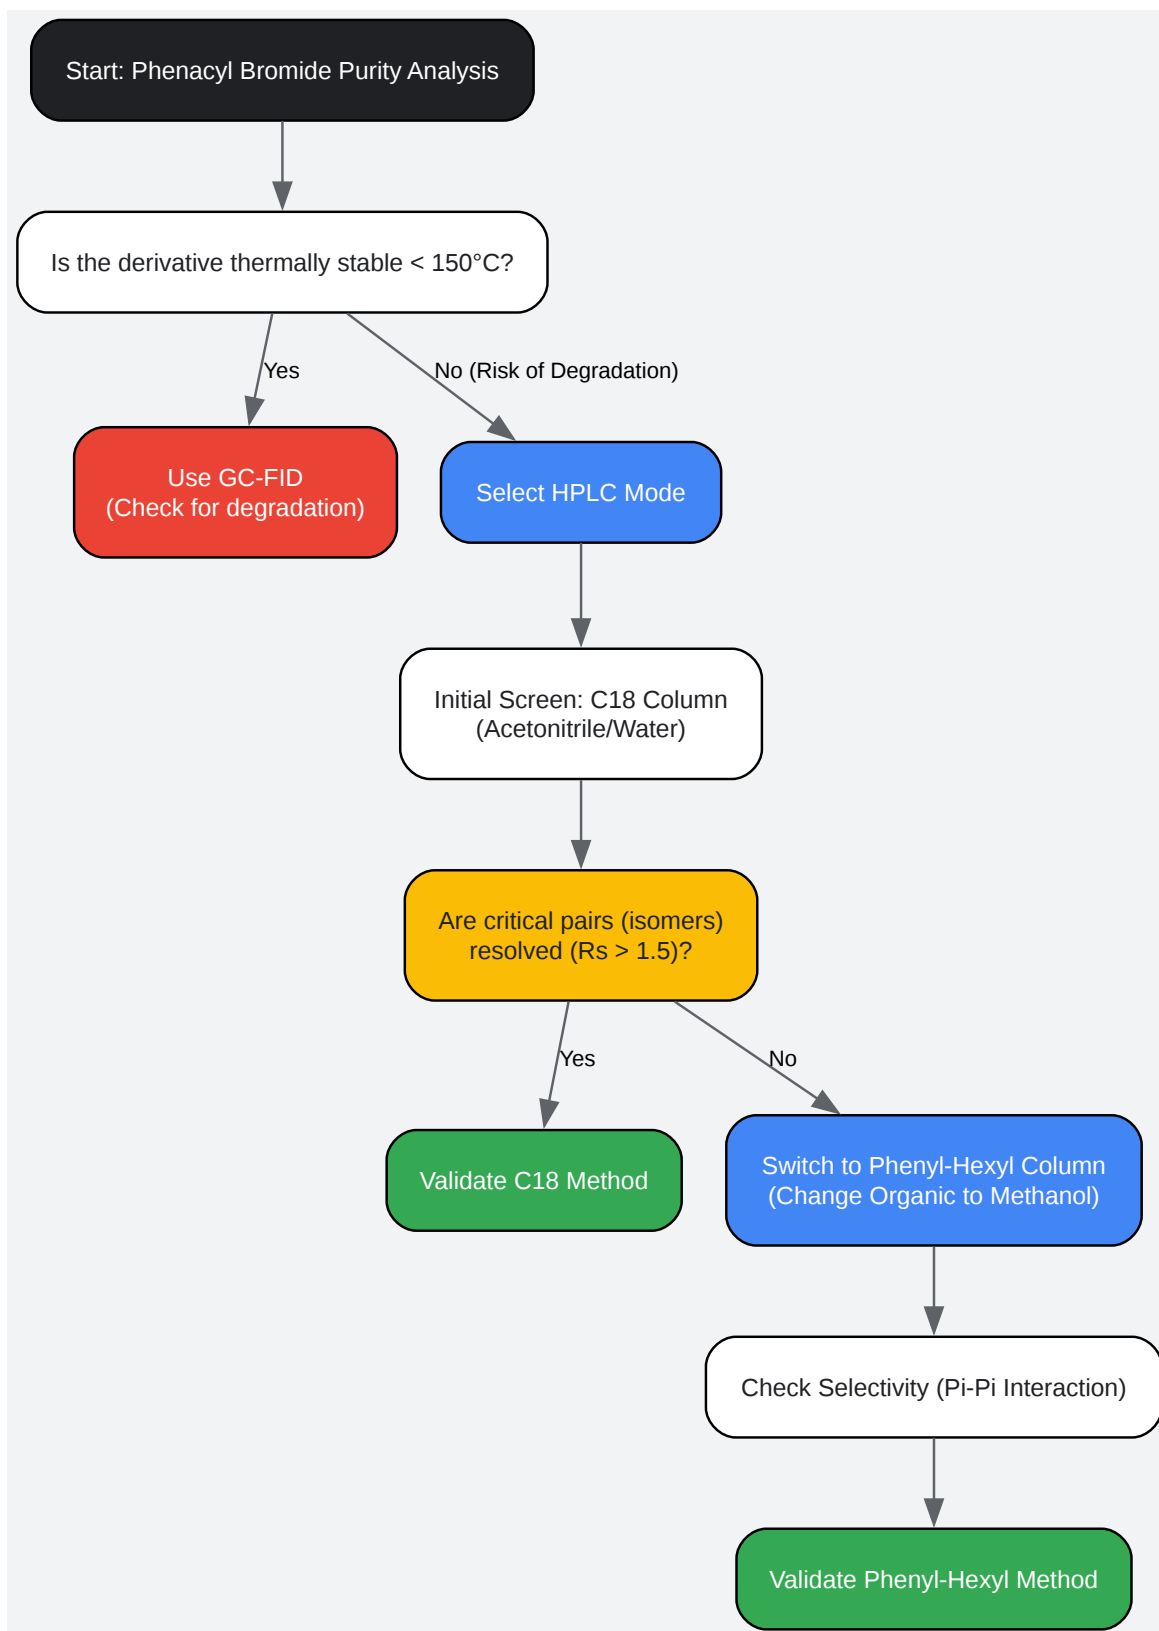 Start: Phenacyl Bromide Purity Analysis
Is the derivative thermally stable < 150°C?
Yes
No (Risk of Degradation)
Use GC-FID
(Check for degradation)
Select HPLC Mode
Initial Screen: C18 Column
(Acetonitrile/Water)
Are critical pairs (isomers)
resolved (Rs > 1.5)?
Yes
No
Validate C18 Method
Switch to Phenyl-Hexyl Column
(Change Organic to Methanol)
Check Selectivity (Pi-Pi Interaction)
Validate Phenyl-Hexyl Method